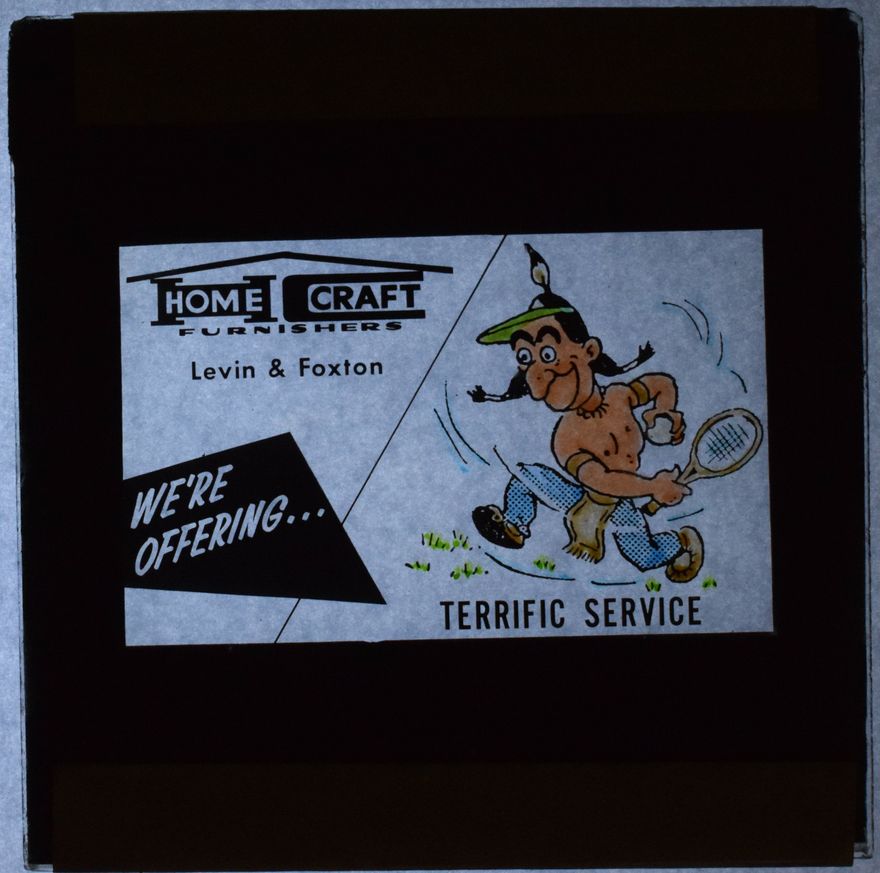 HOME CRAFT
FURNISHERS
Levin & Foxton
WE'RE
OFFERING...
TERRIFIC SERVICE